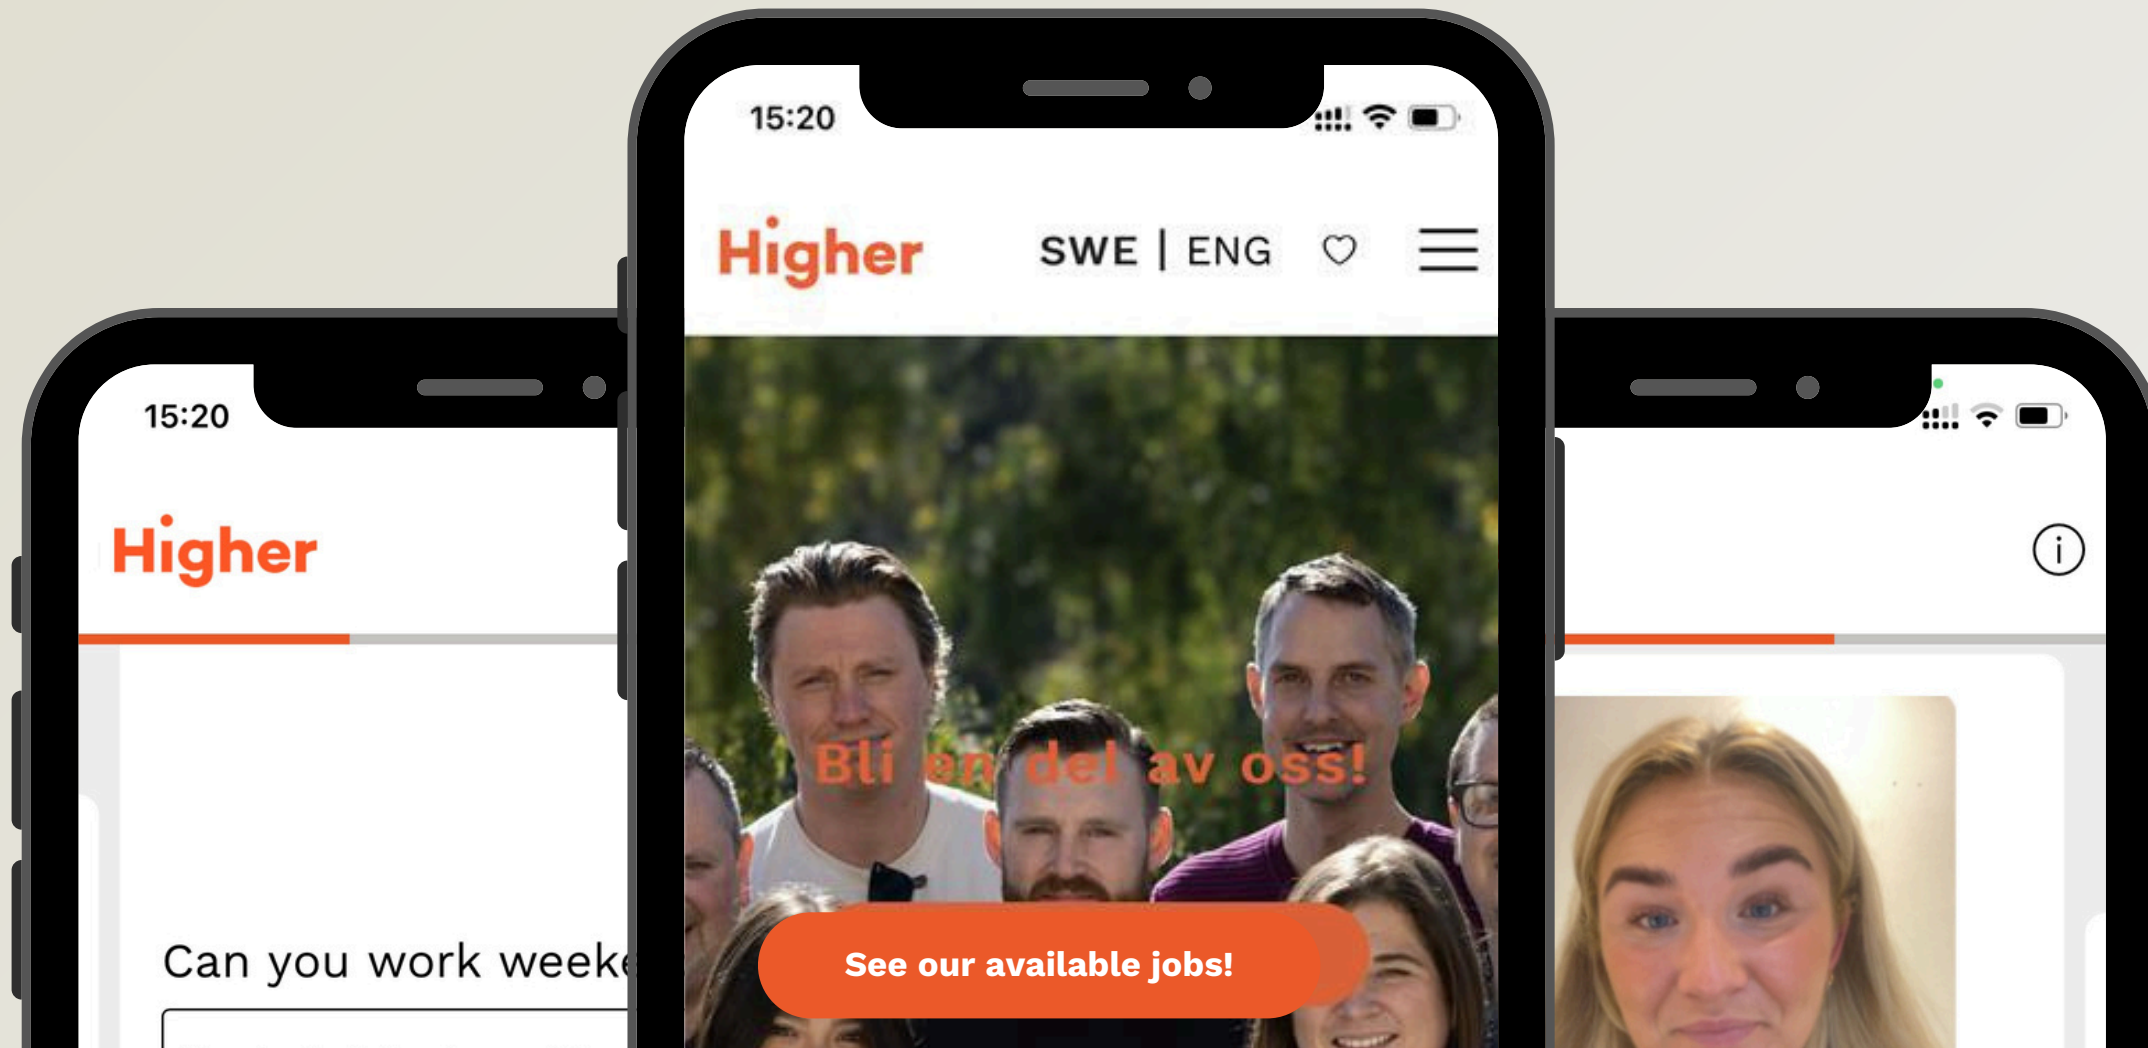 15:20
Higher
SWE | ENG
Bli en del av oss!
See our available jobs!
15:20
Higher
Can you work weeke